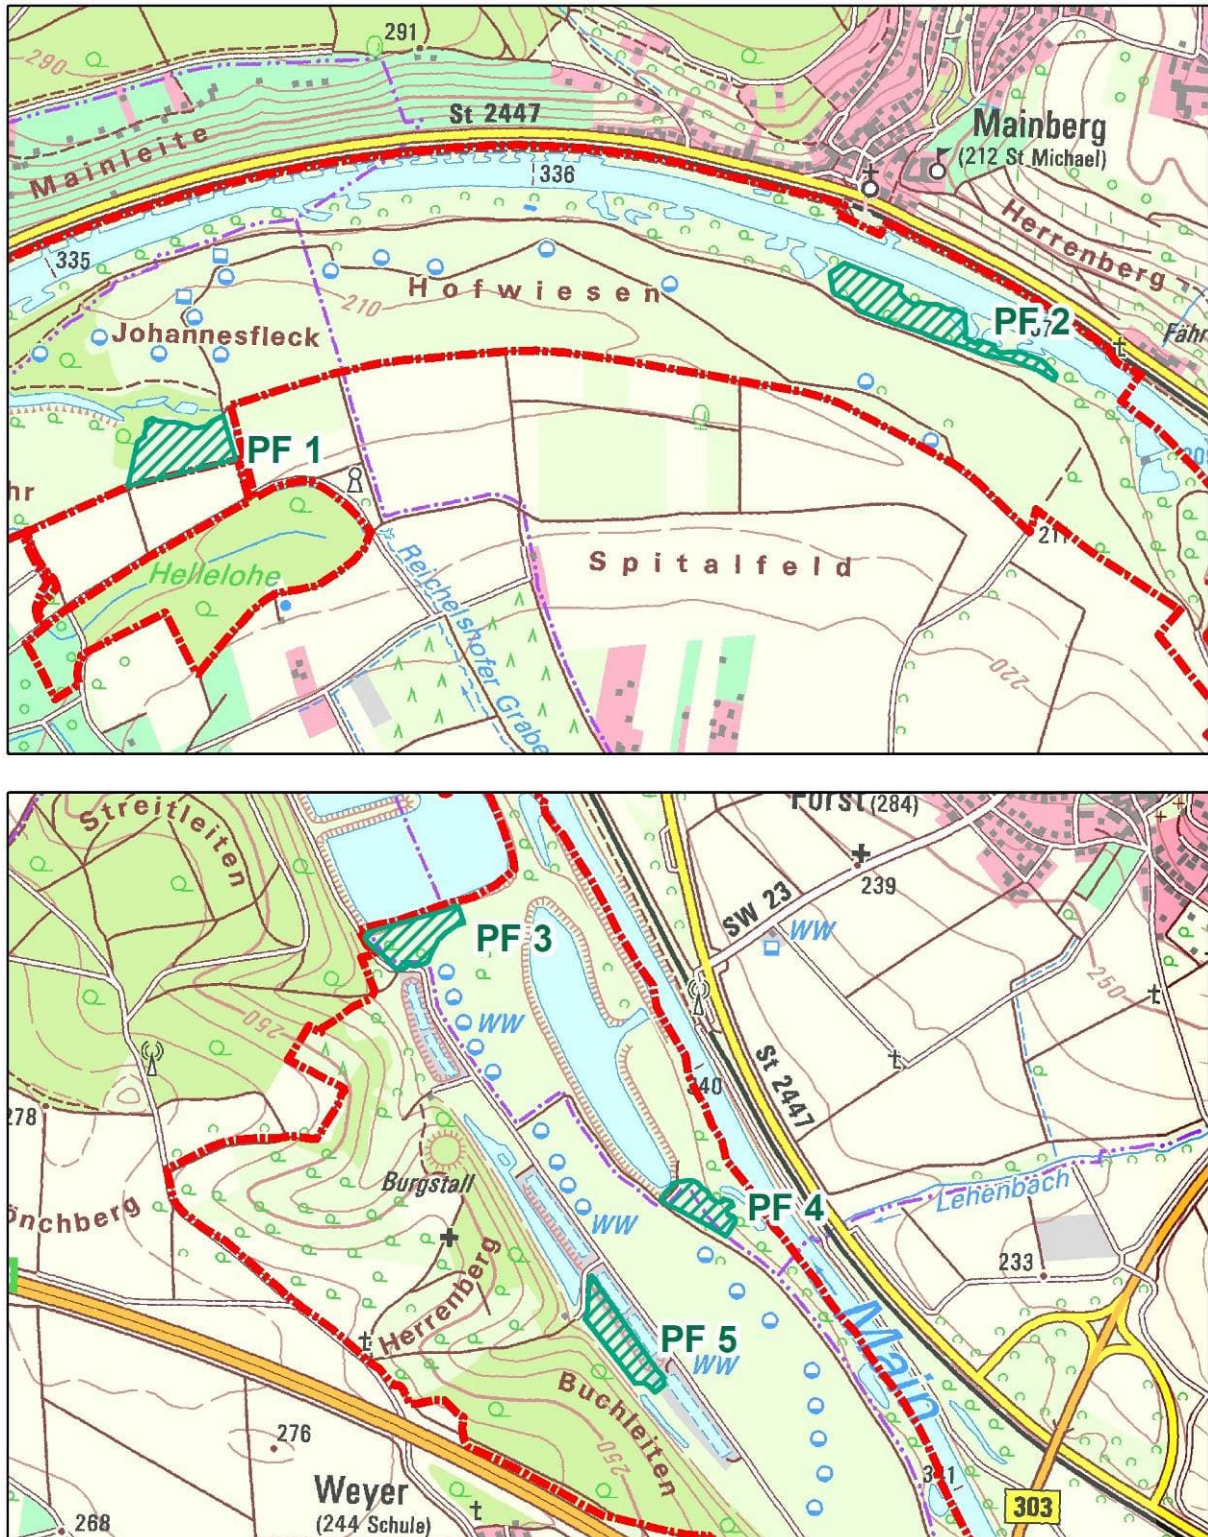 291
290
St 2447
Mainleite
Mainberg
(212 St Michael)
336
335
Herrenberg
Hofwiesen
210
PF 2
Fähr
Johannesfleck
PF 1
hr
211
Hellelohe
Spitalfeld
Reichelshofer Grabe
220
Streitleiten
Forst (284)
239
SW 23
WW
PF 3
WW
250
250
278
St 2447
Burgstall
Lehenbach
PF 4
önchberg
WW
233
Herrenberg
Main
PF 5
WW
Buchleiten
250
276
341
Weyer
(244 Schule)
303
268